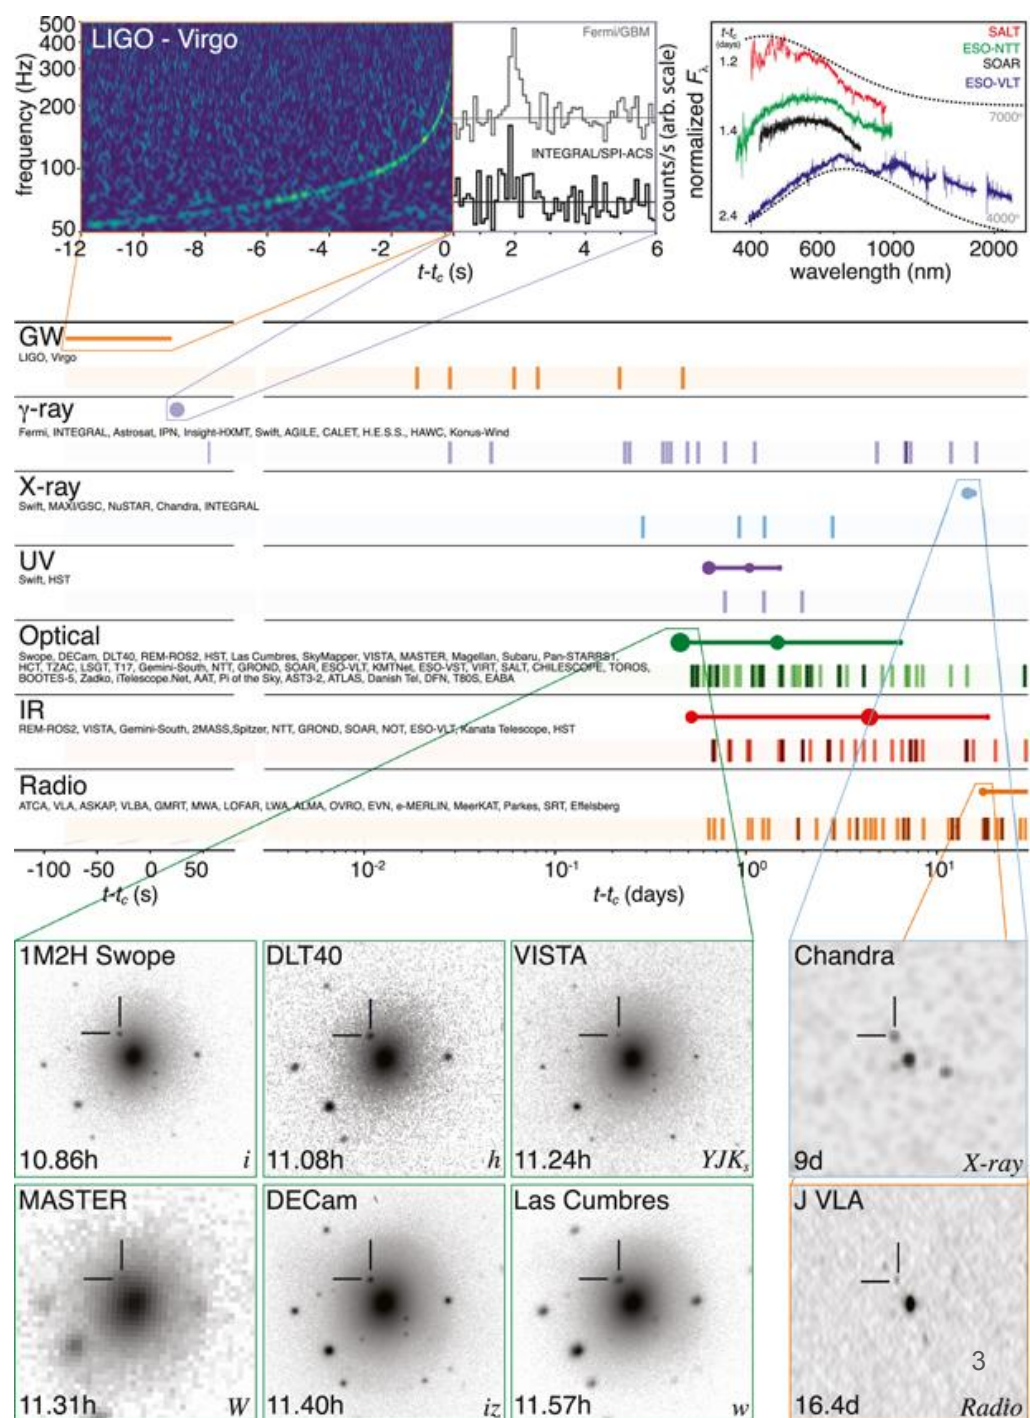 500
400
300
200
100
50
frequency (Hz)
LIGO - Virgo
Fermi/GBM
INTEGRAL/SPI-ACS
counts/s (arb. scale)
-12 -10 -8 -6 -4 -2 0 2 4 6
t-tc (s)
normalized Fλ
t-tc
(days)
1.2
1.4
2.4
SALT
ESO-NTT
SOAR
ESO-VLT
7000°
4000°
400 600 1000 2000
wavelength (nm)
GW
LIGO, Virgo
γ-ray
Fermi, INTEGRAL, Astrosat, IPN, Insight-HXMT, Swift, AGILE, CALET, H.E.S.S., HAWC, Konus-Wind
X-ray
Swift, MAXI/GSC, NuSTAR, Chandra, INTEGRAL
UV
Swift, HST
Optical
Swope, DECam, DLT40, REM-ROS2, HST, Las Cumbres, SkyMapper, VISTA, MASTER, Magellan, Subaru, Pan-STARRS1,
HCT, TZAC, LSGT, T17, Gemini-South, NTT, GROND, SOAR, ESO-VLT, KMTNet, ESO-VST, VIRT, SALT, CHILESCOPE, TOROS,
BOOTES-5, Zadko, iTelescope.Net, AAT, Pi of the Sky, AST3-2, ATLAS, Danish Tel, DFN, T80S, EABA
IR
REM-ROS2, VISTA, Gemini-South, 2MASS,Spitzer, NTT, GROND, SOAR, NOT, ESO-VLT, Kanata Telescope, HST
Radio
ATCA, VLA, ASKAP, VLBA, GMRT, MWA, LOFAR, LWA, ALMA, OVRO, EVN, e-MERLIN, MeerKAT, Parkes, SRT, Effelsberg
-100 -50 0 50 10-2 10-1 100 101
t-tc (s) t-tc (days)
1M2H Swope
10.86h i
DLT40
11.08h h
VISTA
11.24h YJKs
Chandra
9d X-ray
MASTER
11.31h W
DECam
11.40h iz
Las Cumbres
11.57h w
J VLA
3
16.4d Radio